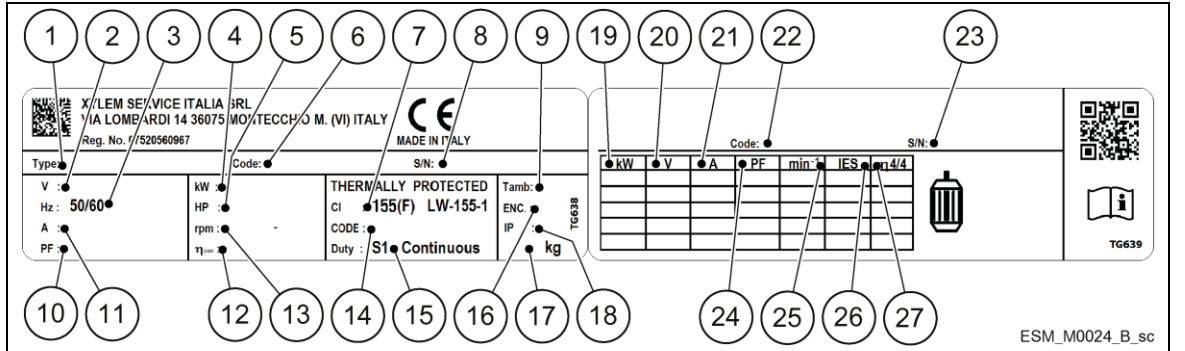 1 2 3 4 5 6 7 8 9 19 20 21 22 23
XYLEM SERVICE ITALIA SRL
VIA LOMBARDI 14 36075 MONTECCHIO M. (VI) ITALY
Reg. No. 07520560967
CE
MADE IN ITALY
Type: Code: S/N:
V :
Hz : 50/60
A :
PF :
kW :
HP :
rpm : -
η :
THERMALLY PROTECTED
Cl 155(F) LW-155-1
CODE :
Duty : S1 Continuous
Tamb:
ENC.
IP :
kg
TG638
Code: S/N:
kW V A PF min-1 IES η4/4
i
TG639
10 11 12 13 14 15 16 17 18 24 25 26 27
ESM_M0024_B_sc